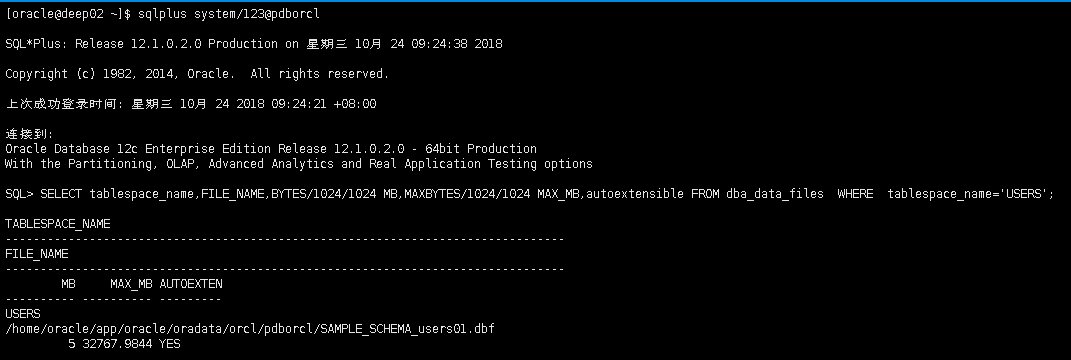 [oracle@deep02 ~]$ sqlplus system/123@pdborcl
SQL*Plus: Release 12.1.0.2.0 Production on 星期三 10月 24 09:24:38 2018
Copyright (c) 1982, 2014, Oracle.  All rights reserved.
上次成功登录时间: 星期三 10月 24 2018 09:24:21 +08:00
连接到:
Oracle Database 12c Enterprise Edition Release 12.1.0.2.0 - 64bit Production
With the Partitioning, OLAP, Advanced Analytics and Real Application Testing options
SQL> SELECT tablespace_name,FILE_NAME,BYTES/1024/1024 MB,MAXBYTES/1024/1024 MAX_MB,autoextensible FROM dba_data_files  WHERE  tablespace_name='USERS';
TABLESPACE_NAME
--------------------------------------------------------------------------------
FILE_NAME
--------------------------------------------------------------------------------
        MB     MAX_MB AUTOEXTEN
---------- ---------- ---------
USERS
/home/oracle/app/oracle/oradata/orcl/pdborcl/SAMPLE_SCHEMA_users01.dbf
         5 32767.9844 YES